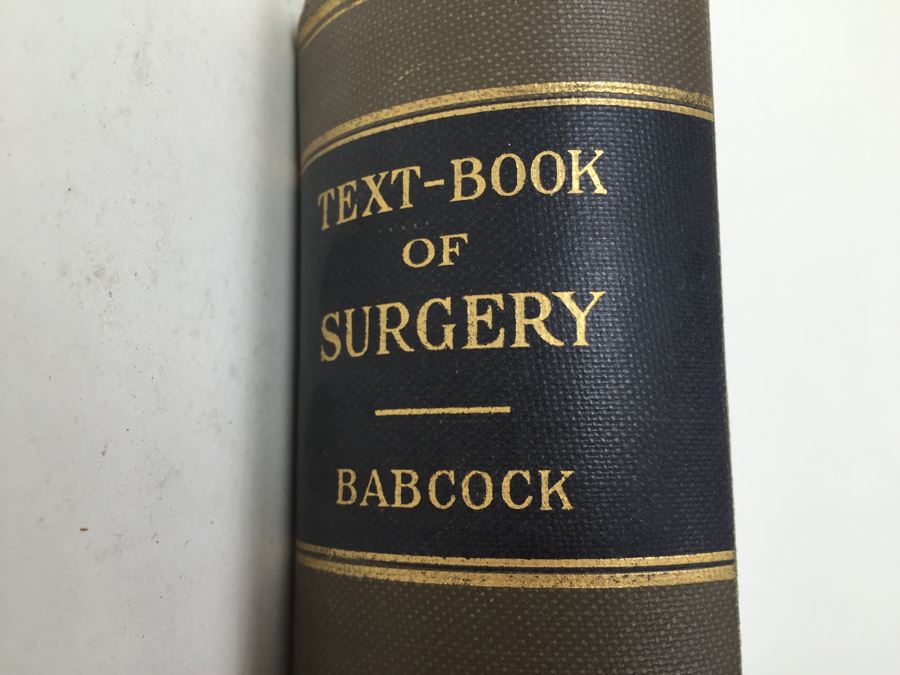 TEXT-BOOK
OF
SURGERY
BABCOCK